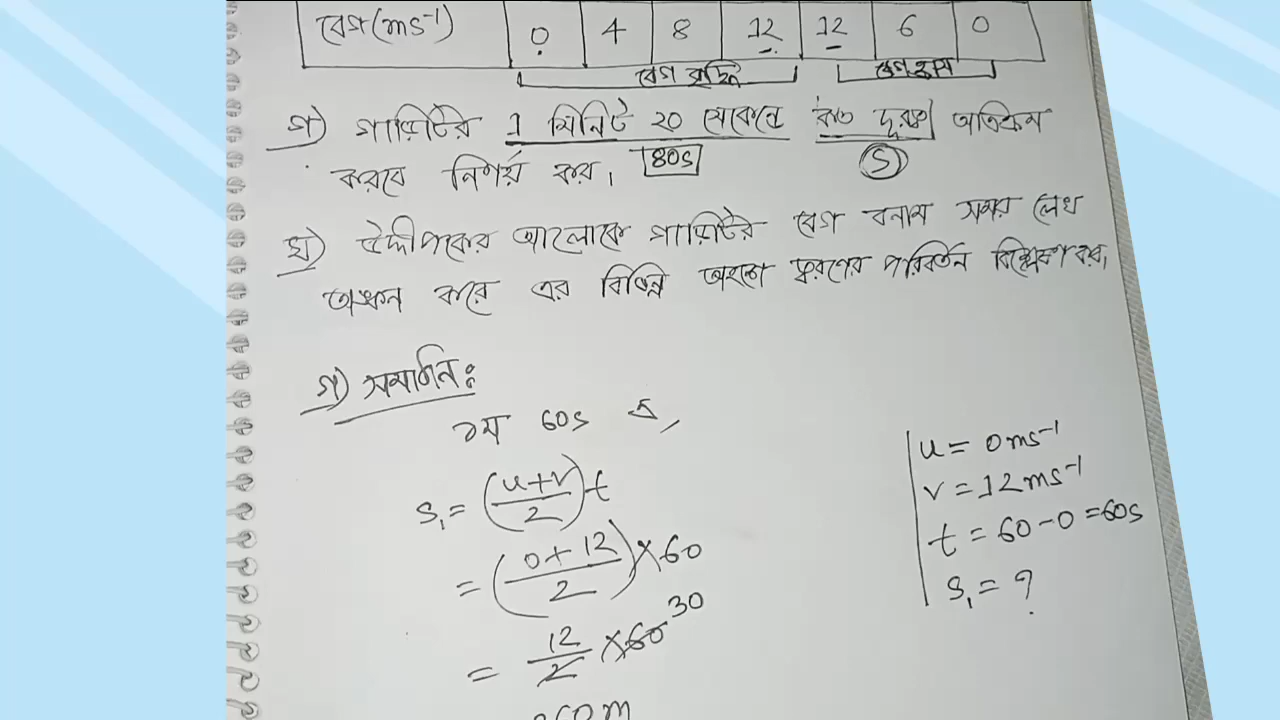 বেগ (ms⁻¹) 0 4 8 12 12 6 0
বেগ বৃদ্ধি বেগ হ্রাস
গ) গাড়িটির 1 মিনিট ২০ সেকেন্ডে কত দূরত্ব অতিক্রম
করবে নির্ণয় কর। 80s S
ঘ) উদ্দীপকের আলোকে গাড়িটির বেগ বনাম সময় লেখ
অঙ্কন করে এর বিভিন্ন অংশে ত্বরণের পরিবর্তন বিশ্লেষণ কর।
গ) সমাধান:
১ম 60s এ,
S₁ = (u+v/2)t
= (0+12/2)×60
= 12/2 ×60 30
u = 0ms⁻¹
v = 12ms⁻¹
t = 60-0 =60s
S₁ = ?